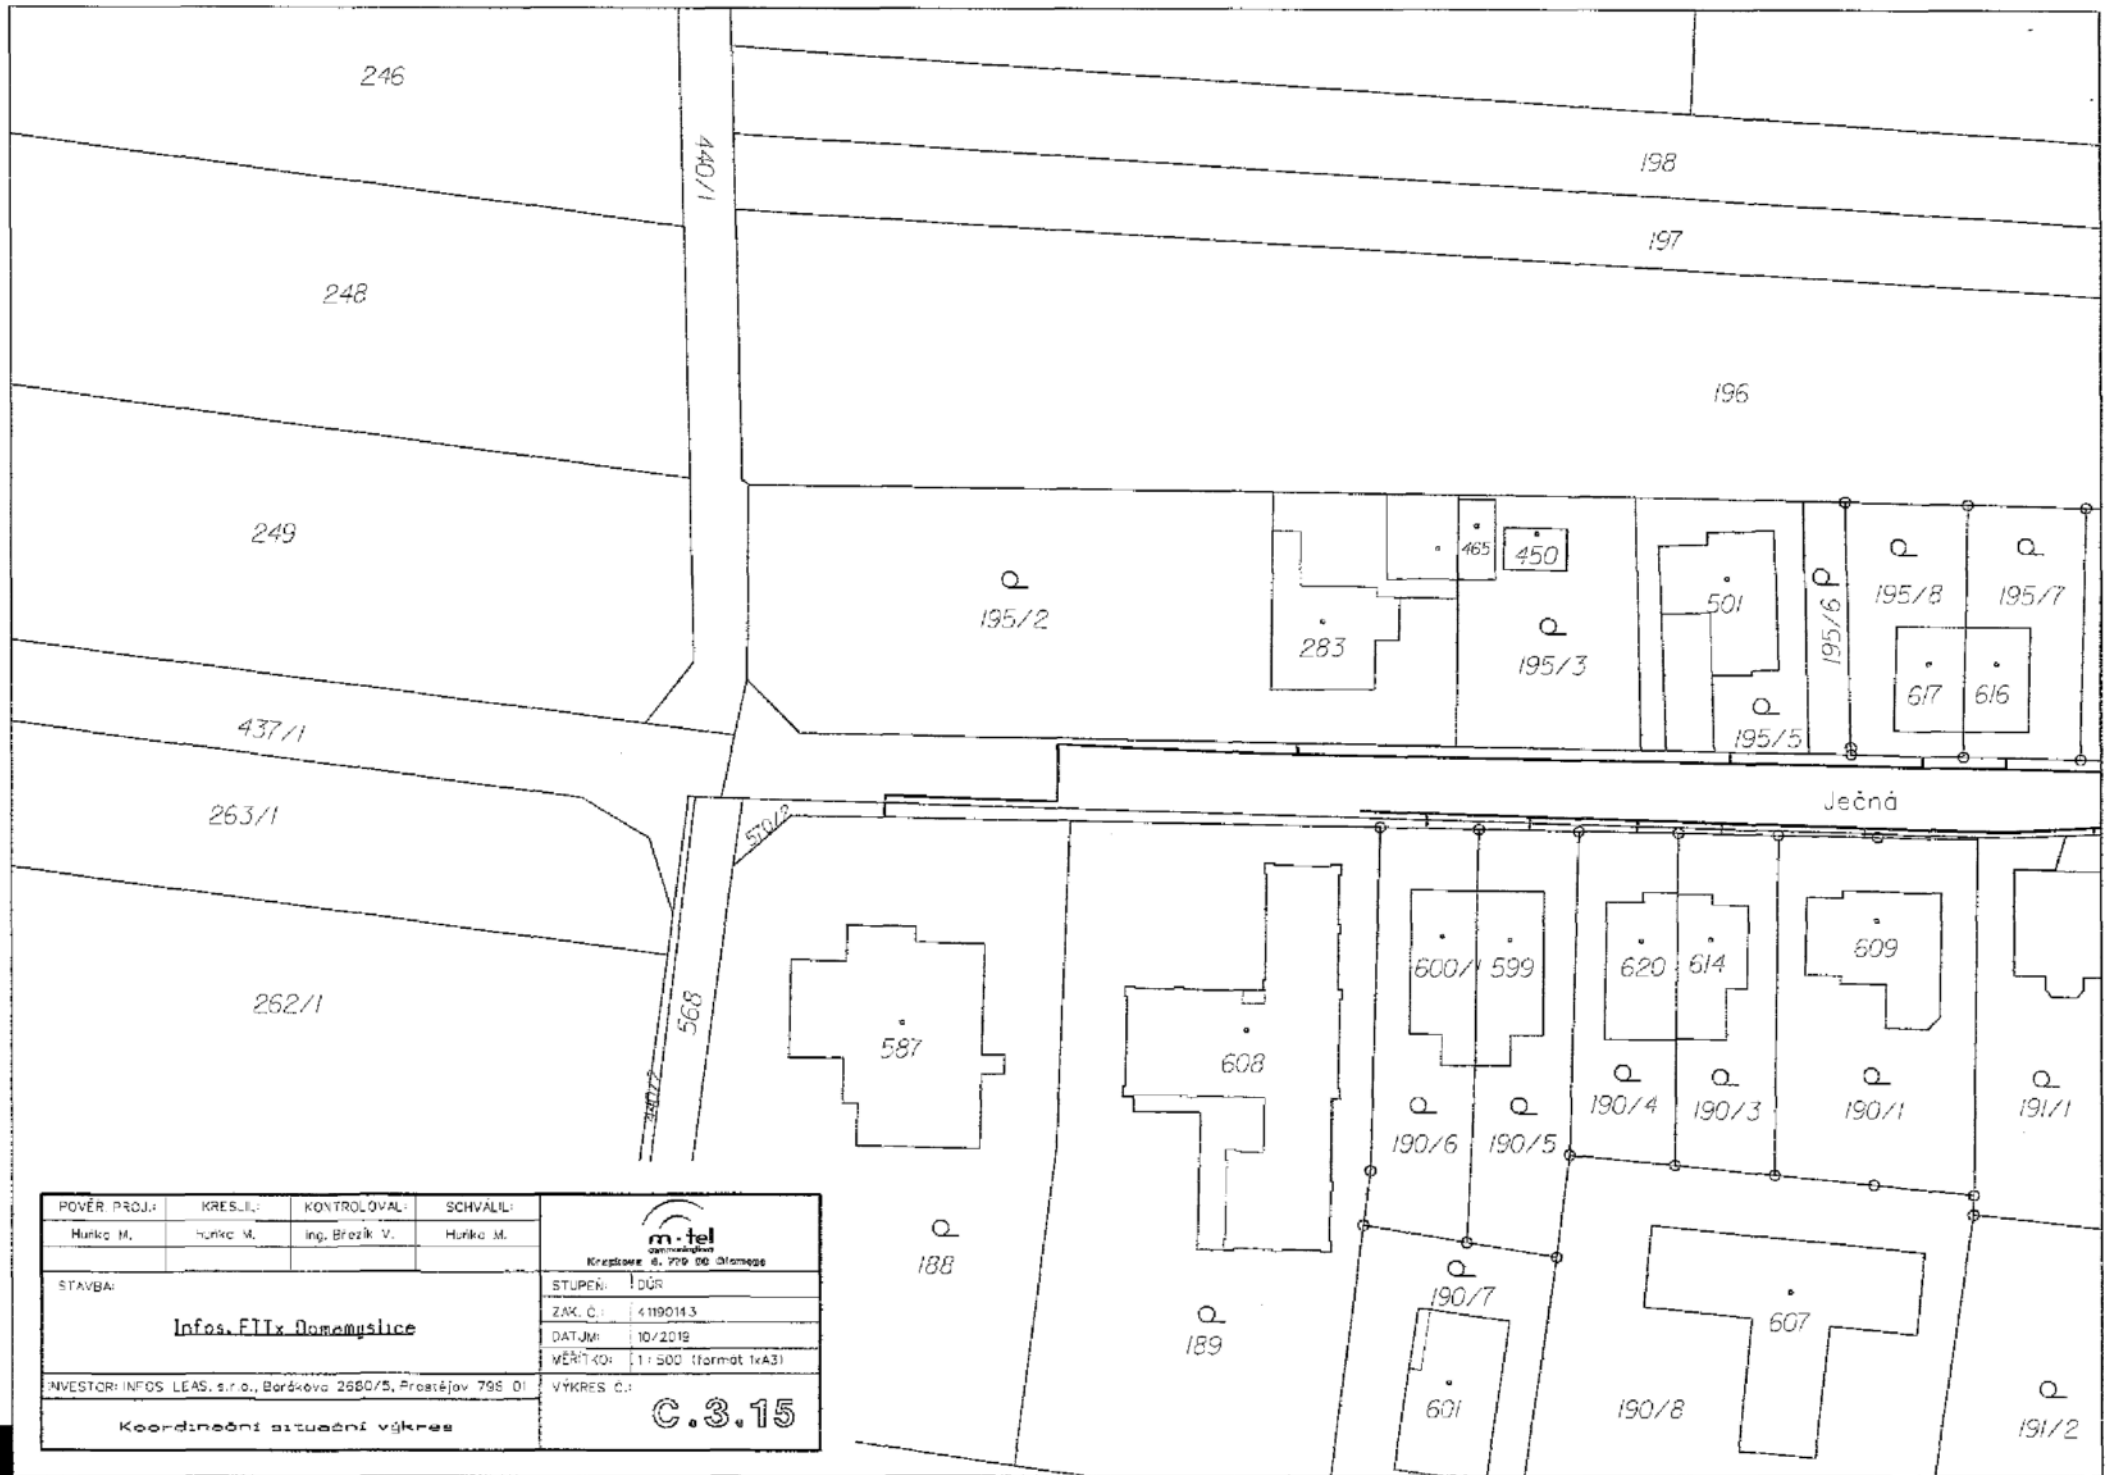 246
440/1
198
197
248
196
249
465
450
195/2
283
195/3
501
195/6
195/8
195/7
617
616
195/5
437/1
263/1
570/2
Ječná
262/1
568
587
608
600/1
599
620
614
609
190/6
190/5
190/4
190/3
190/1
191/1
188
189
190/7
601
607
190/8
191/2
POVĚR. PROJ.: KRESLIL: KONTROLOVAL: SCHVÁLIL:
Huňka M. Huňka M. Ing. Březík V. Huňka M.
m-tel
communications
779 00 Olomouc
STAVBA:
Infos, FTTx Domamyslice
STUPEŇ: DÚR
ZAK. Č.: 41190143
DATUM: 10/2019
MĚŘÍTKO: 1 : 500 (formát 1xA3)
INVESTOR: INFOS LEAS, s.r.o., Barákova 2680/5, Prostějov 796 01
VÝKRES Č.:
C.3.15
Koordinační situační výkres